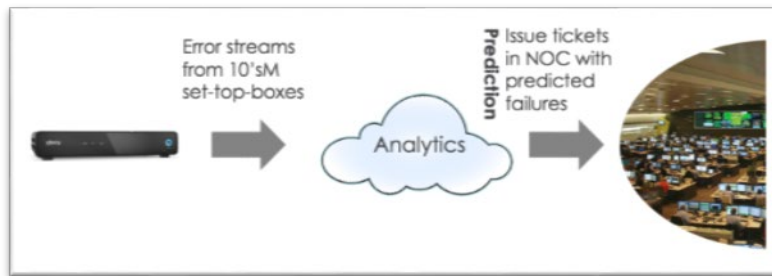 Error streams
from 10'sM
set-top-boxes
Analytics
Prediction
Issue tickets
in NOC with
predicted
failures